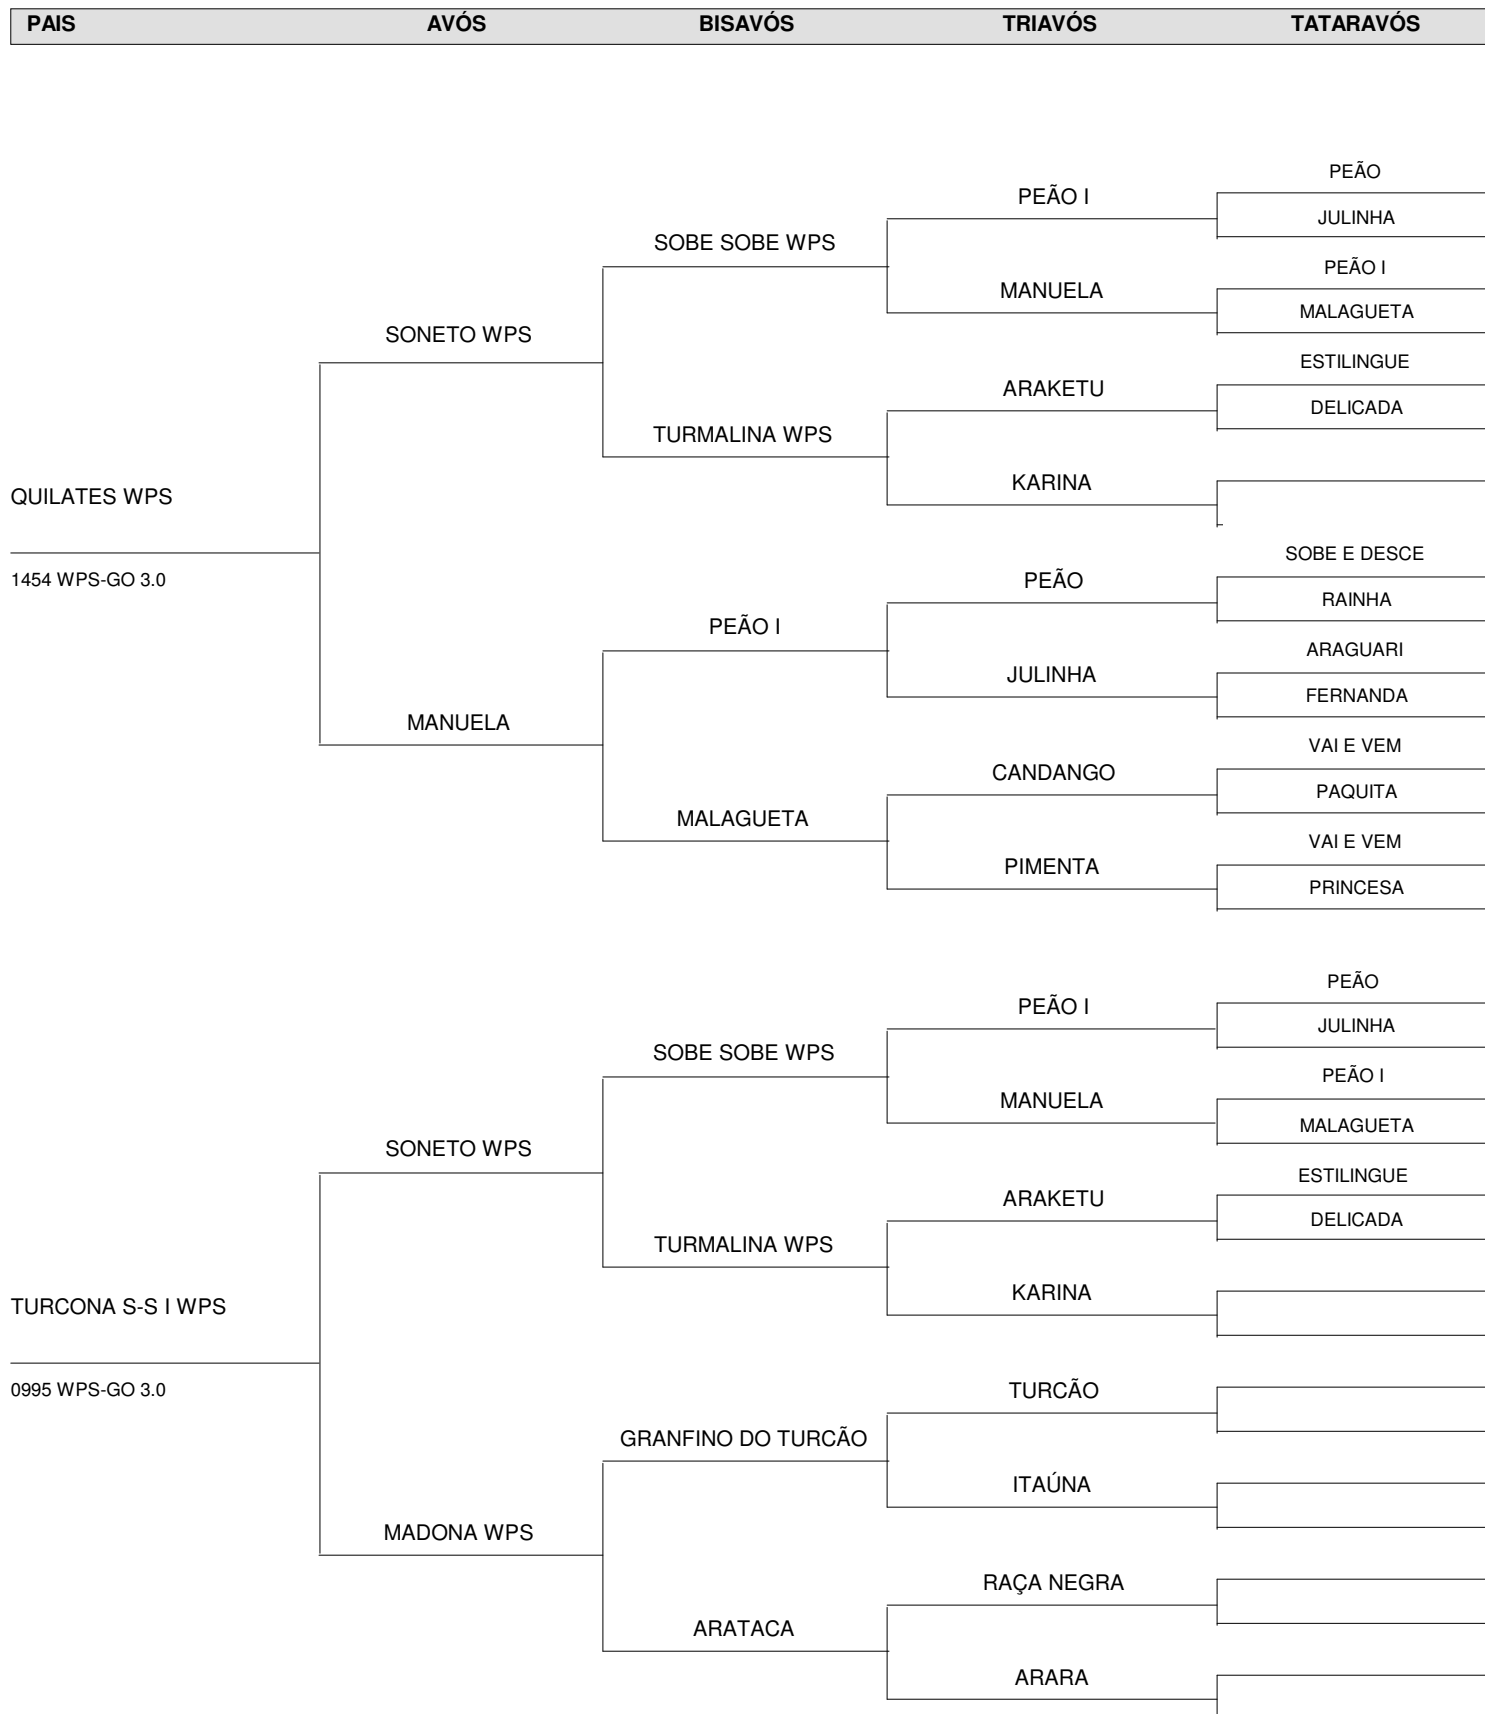 PAIS AVÓS BISAVÓS TRIAVÓS TATARAVÓS
PEÃO
PEÃO I
JULINHA
SOBE SOBE WPS
PEÃO I
MANUELA
MALAGUETA
SONETO WPS
ESTILINGUE
ARAKETU
DELICADA
TURMALINA WPS
KARINA
QUILATES WPS
SOBE E DESCE
1454 WPS-GO 3.0
PEÃO
RAINHA
PEÃO I
ARAGUARI
JULINHA
FERNANDA
MANUELA
VAI E VEM
CANDANGO
PAQUITA
MALAGUETA
VAI E VEM
PIMENTA
PRINCESA
PEÃO
PEÃO I
JULINHA
SOBE SOBE WPS
PEÃO I
MANUELA
MALAGUETA
SONETO WPS
ESTILINGUE
ARAKETU
DELICADA
TURMALINA WPS
KARINA
TURCONA S-S I WPS
0995 WPS-GO 3.0
TURCÃO
GRANFINO DO TURCÃO
ITAÚNA
MADONA WPS
RAÇA NEGRA
ARATACA
ARARA